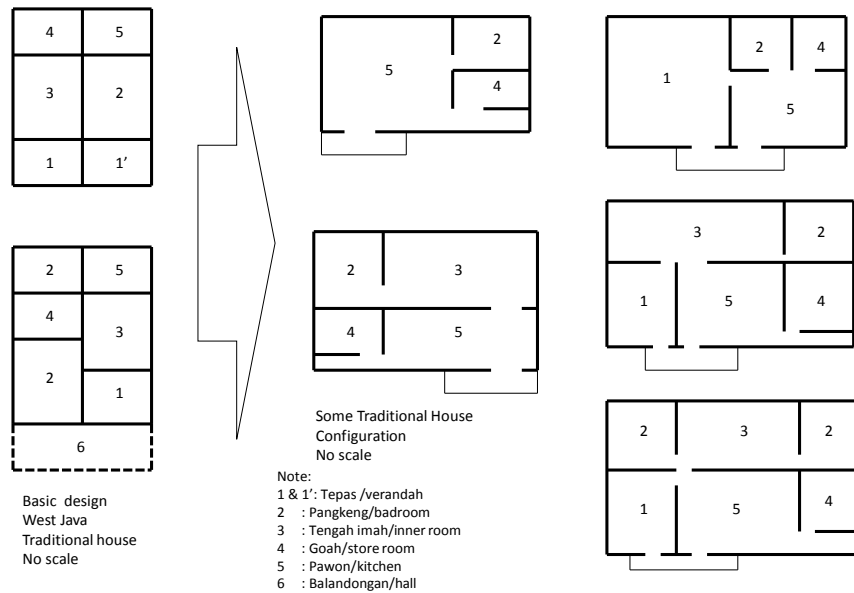 4 5
3 2
1 1’
2 5
4
3
2
1
6
Basic design
West Java
Traditional house
No scale
2
5
4
2 3
4 5
Some Traditional House
Configuration
No scale
Note:
1 & 1’: Tepas /verandah
2 : Pangkeng/badroom
3 : Tengah imah/inner room
4 : Goah/store room
5 : Pawon/kitchen
6 : Balandongan/hall
2 4
1
5
3 2
1 5 4
2 3 2
1 5 4